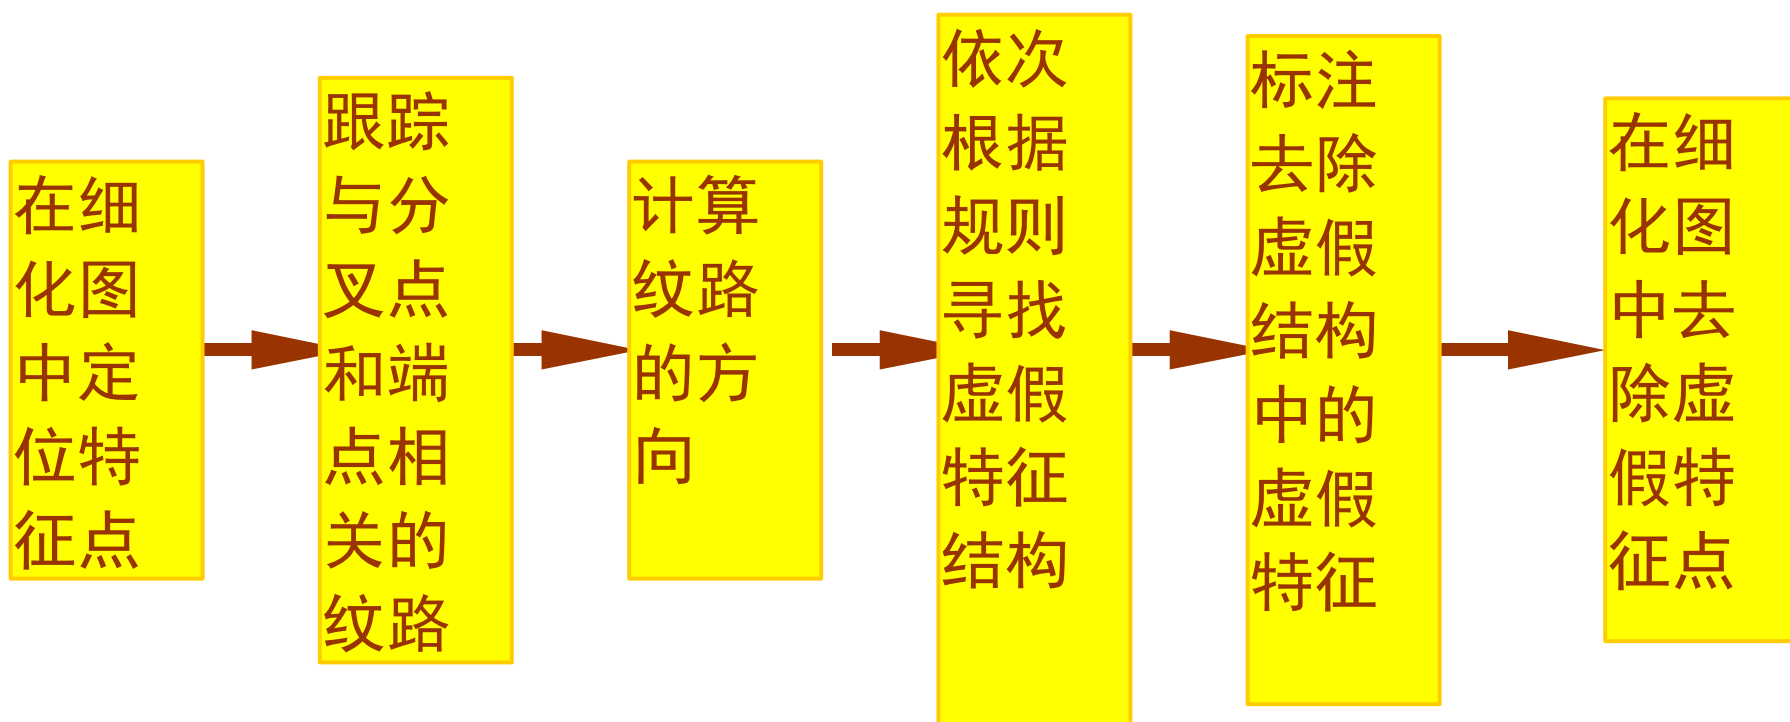 在细
化图
中定
位特
征点
跟踪
与分
叉点
和端
点相
关的
纹路
计算
纹路
的方
向
依次
根据
规则
寻找
虚假
特征
结构
标注
去除
虚假
结构
中的
虚假
特征
在细
化图
中去
除虚
假特
征点